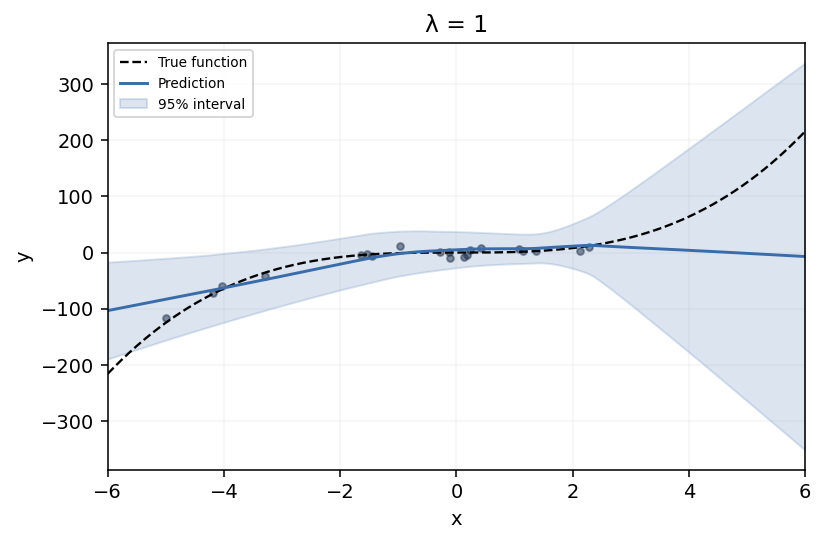 λ = 1
True function
Prediction
95% interval
300
200
100
0
−100
−200
−300
y
−6
−4
−2
0
2
4
6
x